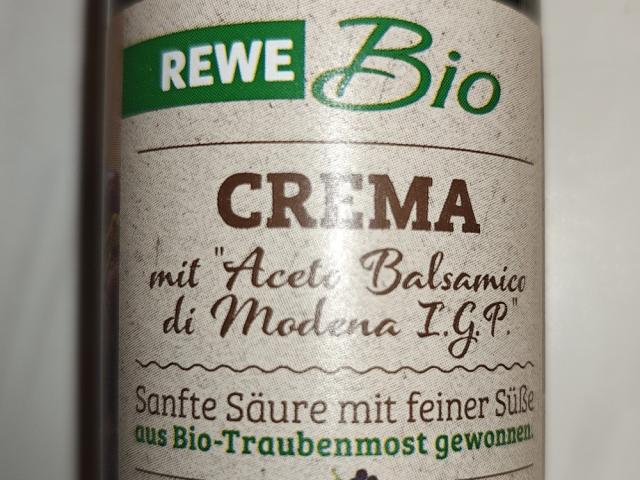 REWE Bio
CREMA
mit "Aceto Balsamico
di Modena I.G.P."
Sanfte Säure mit feiner Süße
aus Bio-Traubenmost gewonnen.